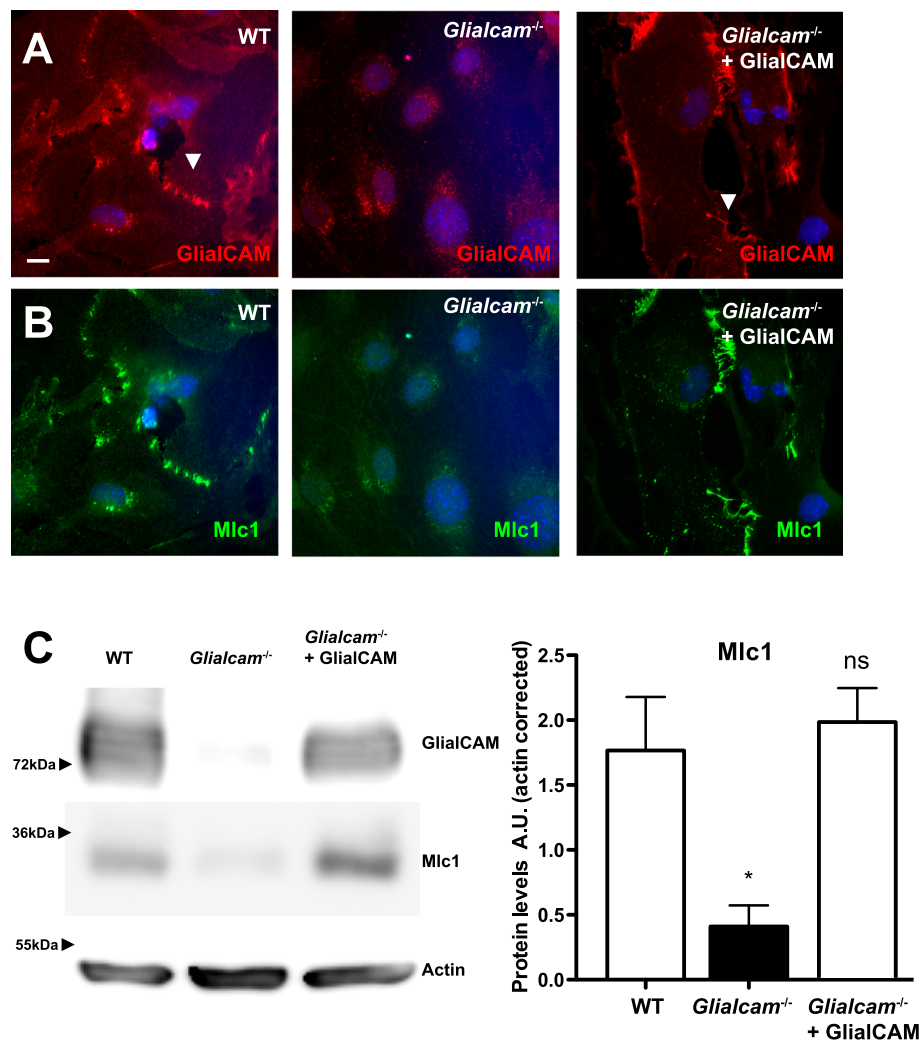 A
WT
GlialCAM
Glialcam-/-
GlialCAM
Glialcam-/-
+ GlialCAM
GlialCAM
B
WT
Mlc1
Glialcam-/-
Mlc1
Glialcam-/-
+ GlialCAM
Mlc1
C
WT
Glialcam-/-
Glialcam-/-
+ GlialCAM
GlialCAM
72kDa
36kDa
Mlc1
55kDa
Actin
Mlc1
Protein levels A.U. (actin corrected)
2.5
2.0
1.5
1.0
0.5
0.0
*
ns
WT
Glialcam-/-
Glialcam-/-
+ GlialCAM